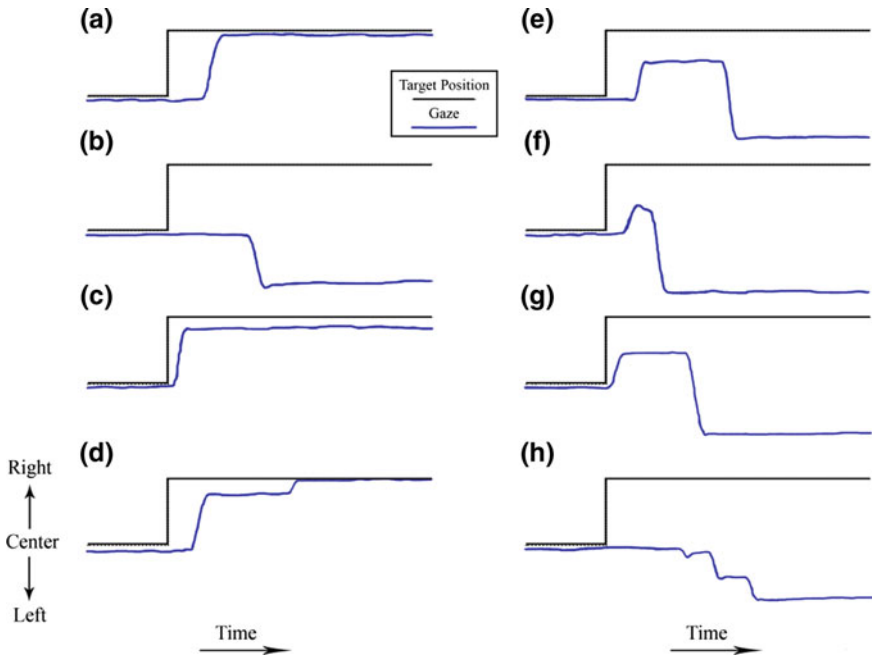 (a)
(e)
Target Position
Gaze
(b)
(f)
(c)
(g)
(d)
(h)
Right
Center
Left
Time
Time